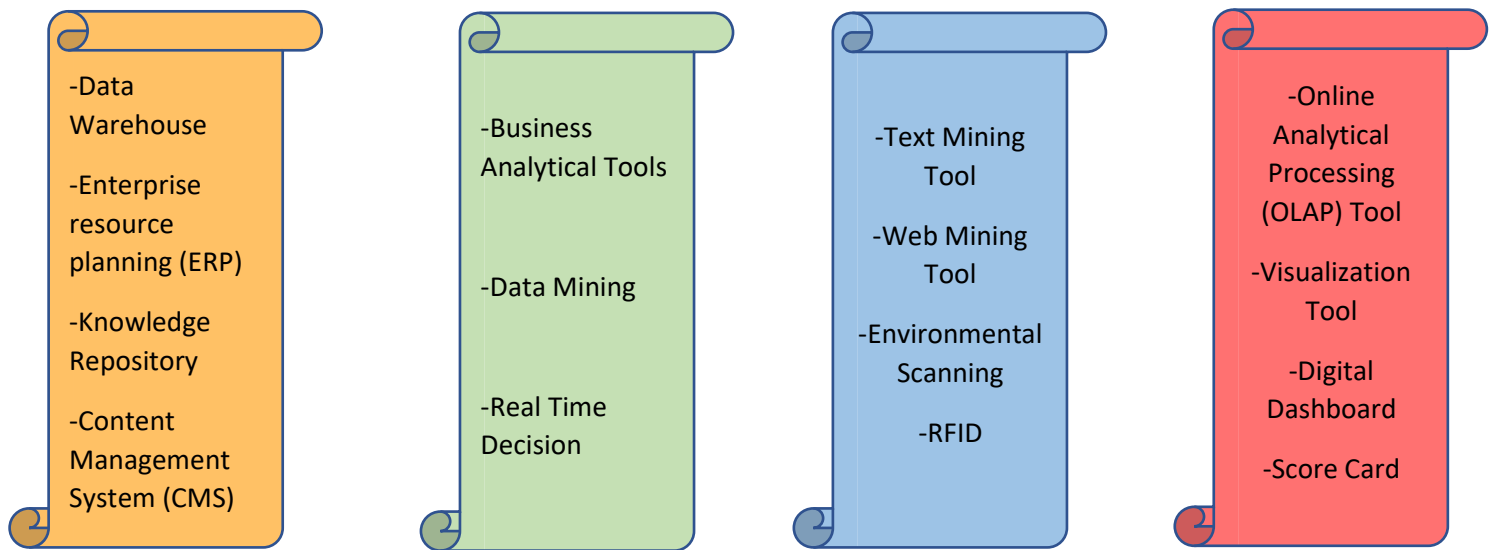 -Data
Warehouse
-Enterprise
resource
planning (ERP)
-Knowledge
Repository
-Content
Management
System (CMS)
-Business
Analytical Tools
-Data Mining
-Real Time
Decision
-Text Mining
Tool
-Web Mining
Tool
-Environmental
Scanning
-RFID
-Online
Analytical
Processing
(OLAP) Tool
-Visualization
Tool
-Digital
Dashboard
-Score Card